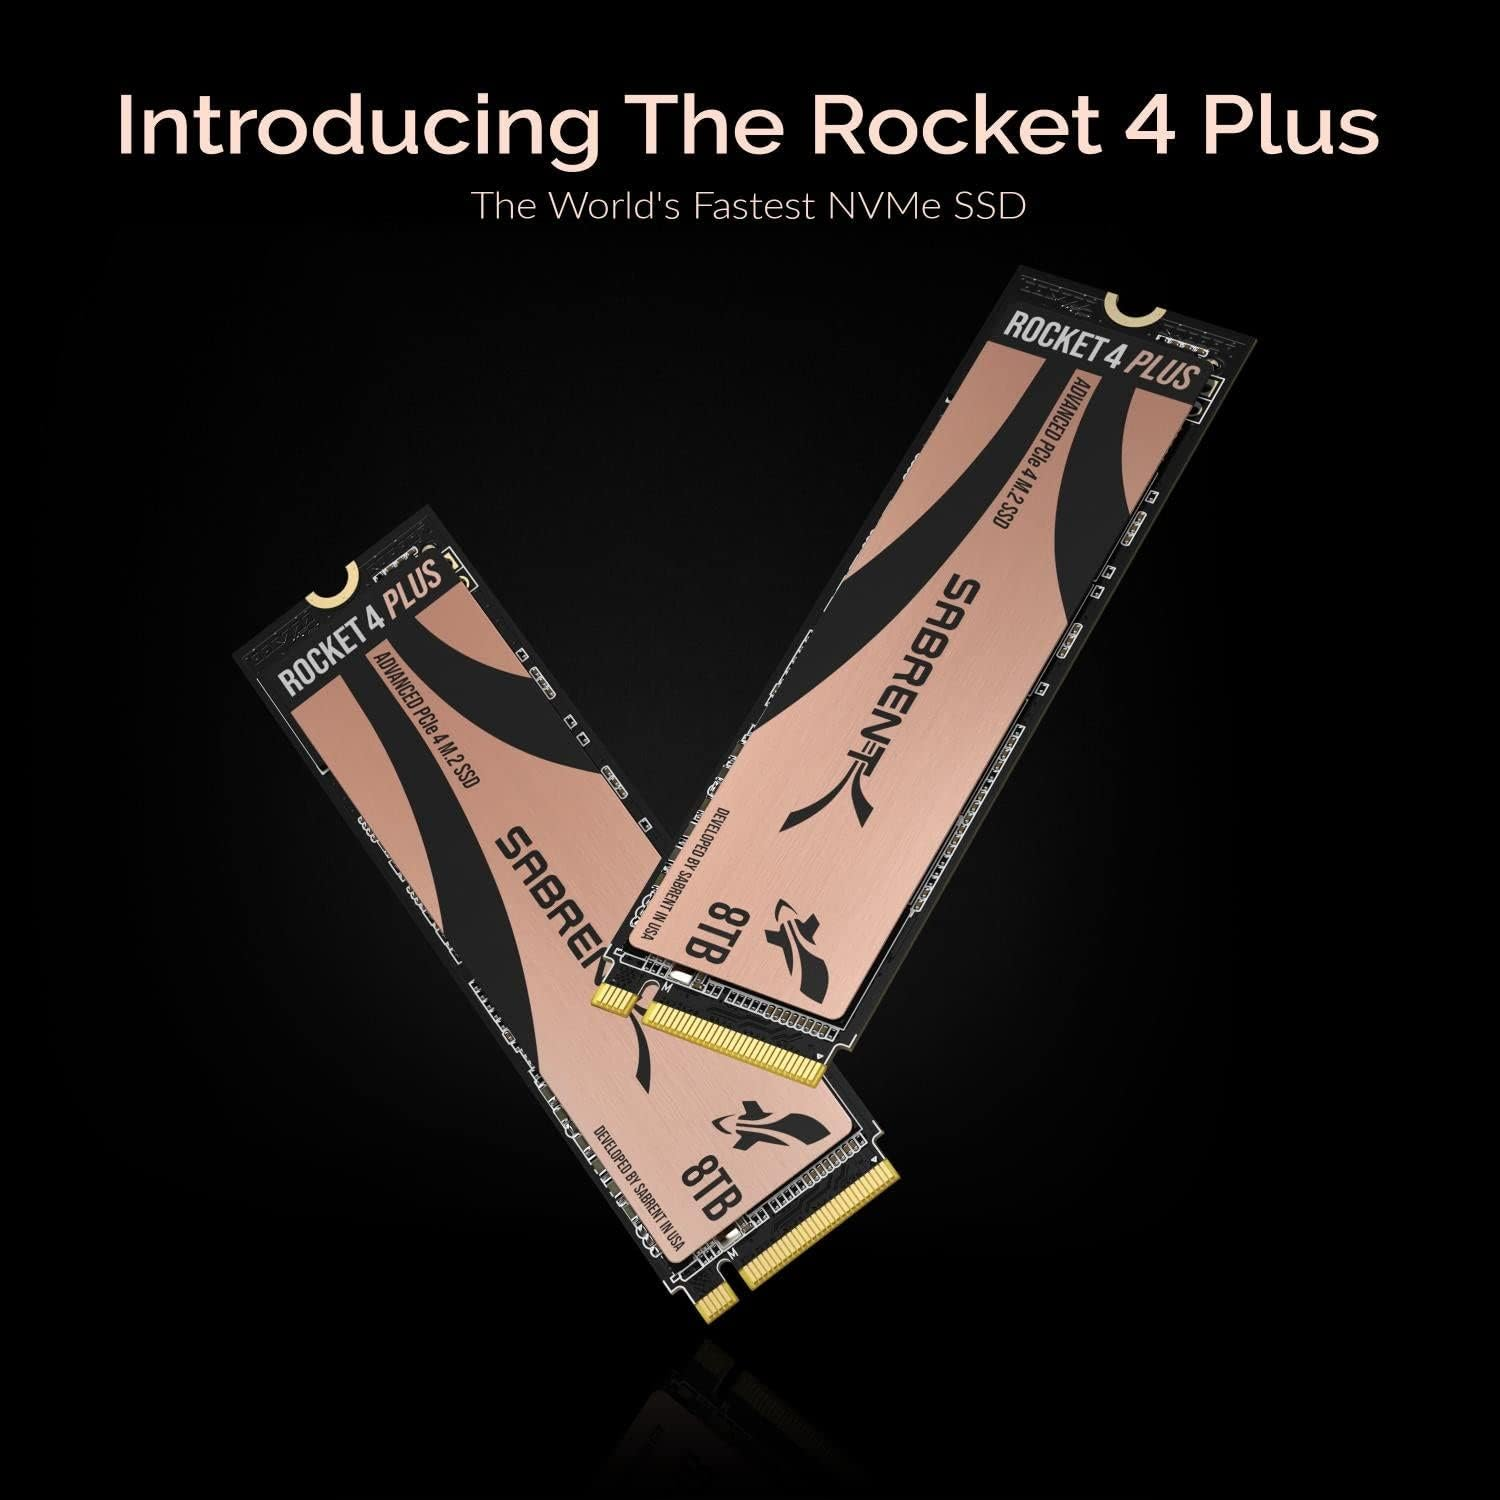 Introducing The Rocket 4 Plus
The World's Fastest NVMe SSD
ROCKET 4 PLUS
ADVANCED PCIe 4 M.2 SSD
SABRENT
DEVELOPED BY SABRENT IN USA
8TB
M
ROCKET 4 PLUS
ADVANCED PCIe 4 M.2 SSD
SABREN
DEVELOPED BY SABRENT IN USA
8TB
M